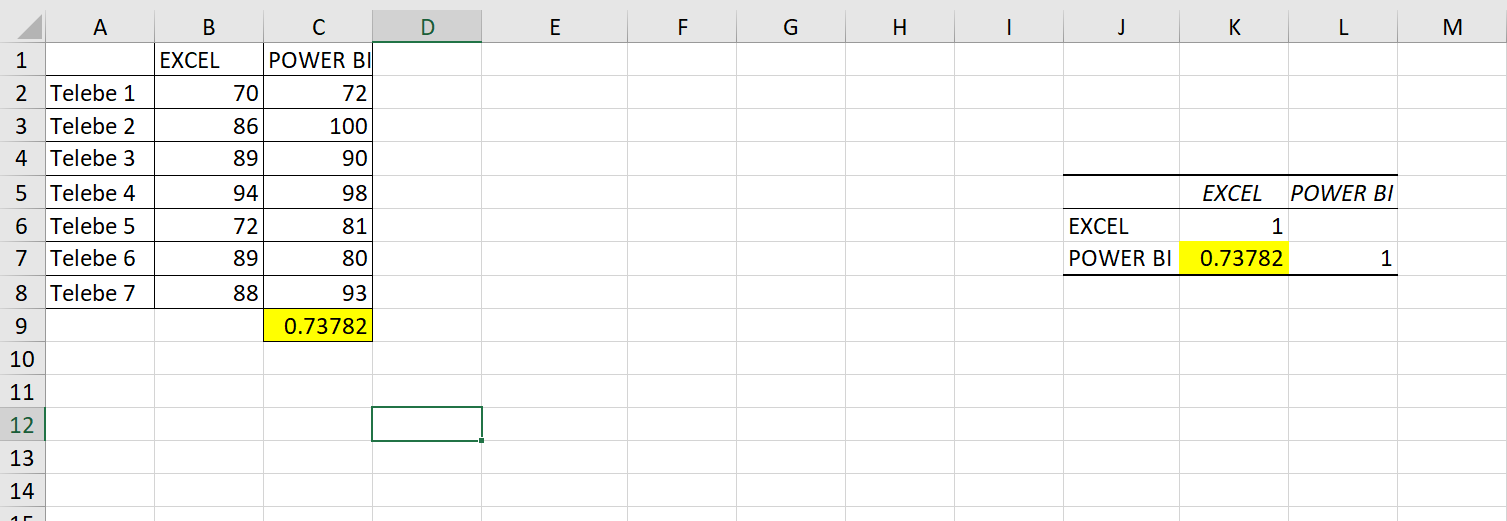 A B C D E F G H I J K L M
1 EXCEL POWER BI
2 Telebe 1 70 72
3 Telebe 2 86 100
4 Telebe 3 89 90
5 Telebe 4 94 98 EXCEL POWER BI
6 Telebe 5 72 81 EXCEL 1
7 Telebe 6 89 80 POWER BI 0.73782 1
8 Telebe 7 88 93
9 0.73782
10
11
12
13
14
15